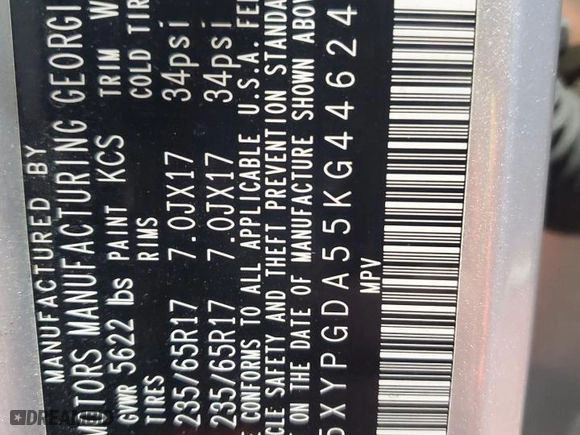 MANUFACTURED BY
MOTORS MANUFACTURING GEORGI
GVWR 5622 lbs PAINT KCS TRIM W
TIRES RIMS COLD TIR
235/65R17 7.0JX17 34psi
235/65R17 7.0JX17 34psi
CONFORMS TO ALL APPLICABLE U.S.A. FE
CLE SAFETY AND THEFT PREVENTION STANDA
ON THE DATE OF MANUFACTURE SHOWN ABOV
5XYPGDA55KG44624
MPV
DREAMBID